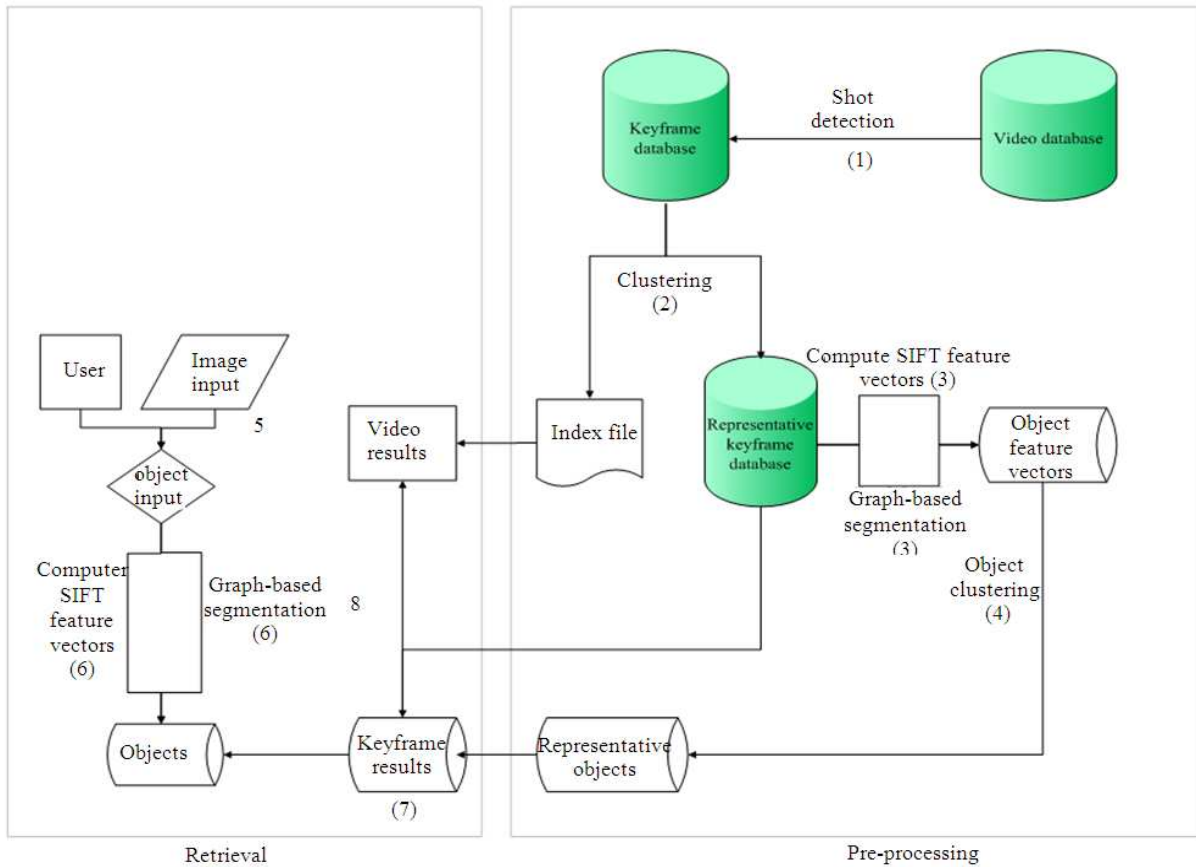 Keyframe
database
Shot
detection
(1)
Video database
Clustering
(2)
User
Image
input
5
object
input
Computer
SIFT
feature
vectors
(6)
Graph-based
segmentation
(6)
8
Video
results
Index file
Representative
keyframe
database
Compute SIFT feature
vectors (3)
Graph-based
segmentation
(3)
Object
feature
vectors
Object
clustering
(4)
Objects
Keyframe
results
(7)
Representative
objects
Retrieval
Pre-processing